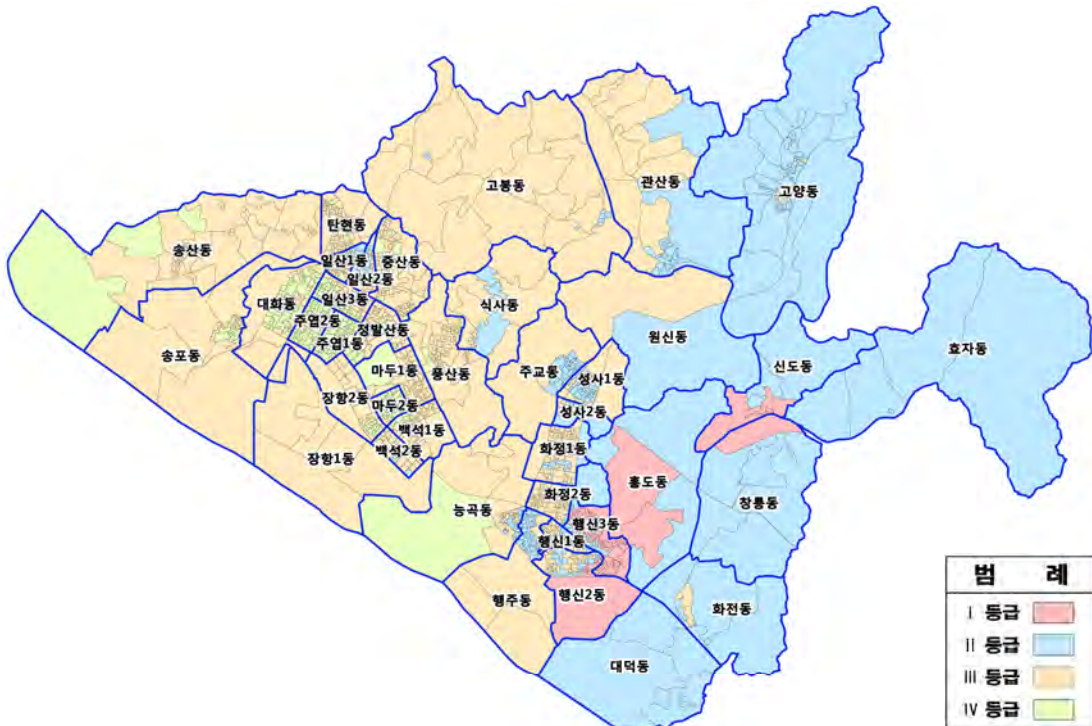 고봉동
관산동
고양동
탄현동
송산동
일산1동
중산동
일산2동
대화동
일산3동
식사동
주엽2동
정발산동
원신동
주엽1동
효자동
송포동
신도동
마두1동
풍산동
주교동
성사1동
장항2동
마두2동
성사2동
백석1동
백석2동
화정1동
장항1동
흥도동
능곡동
화정2동
창릉동
행신3동
행신1동
행주동
행신2동
화전동
대덕동
범 례
I 등급
II 등급
III 등급
IV 등급